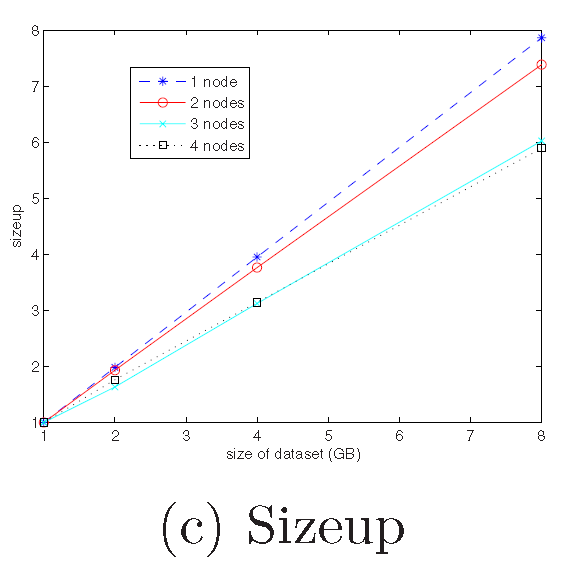 8
7
6
5
4
3
2
1
sizeup
1 node
2 nodes
3 nodes
4 nodes
1 2 3 4 5 6 7 8
size of dataset (GB)
(c) Sizeup